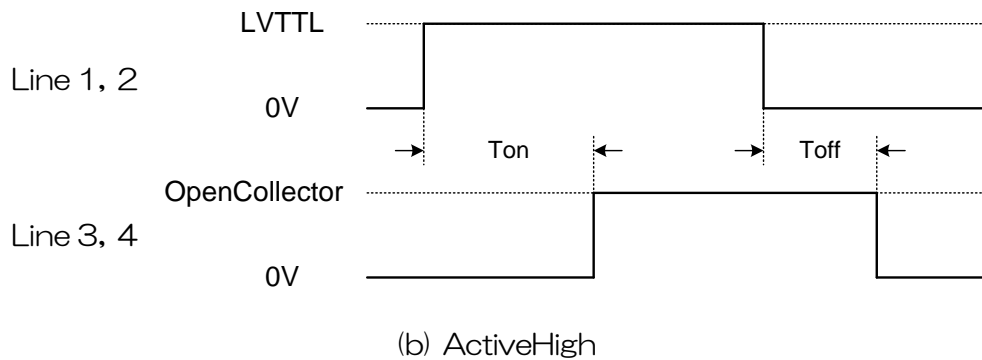 LVTTL
Line 1, 2
0V
Ton
Toff
OpenCollector
Line 3, 4
0V
(b) ActiveHigh